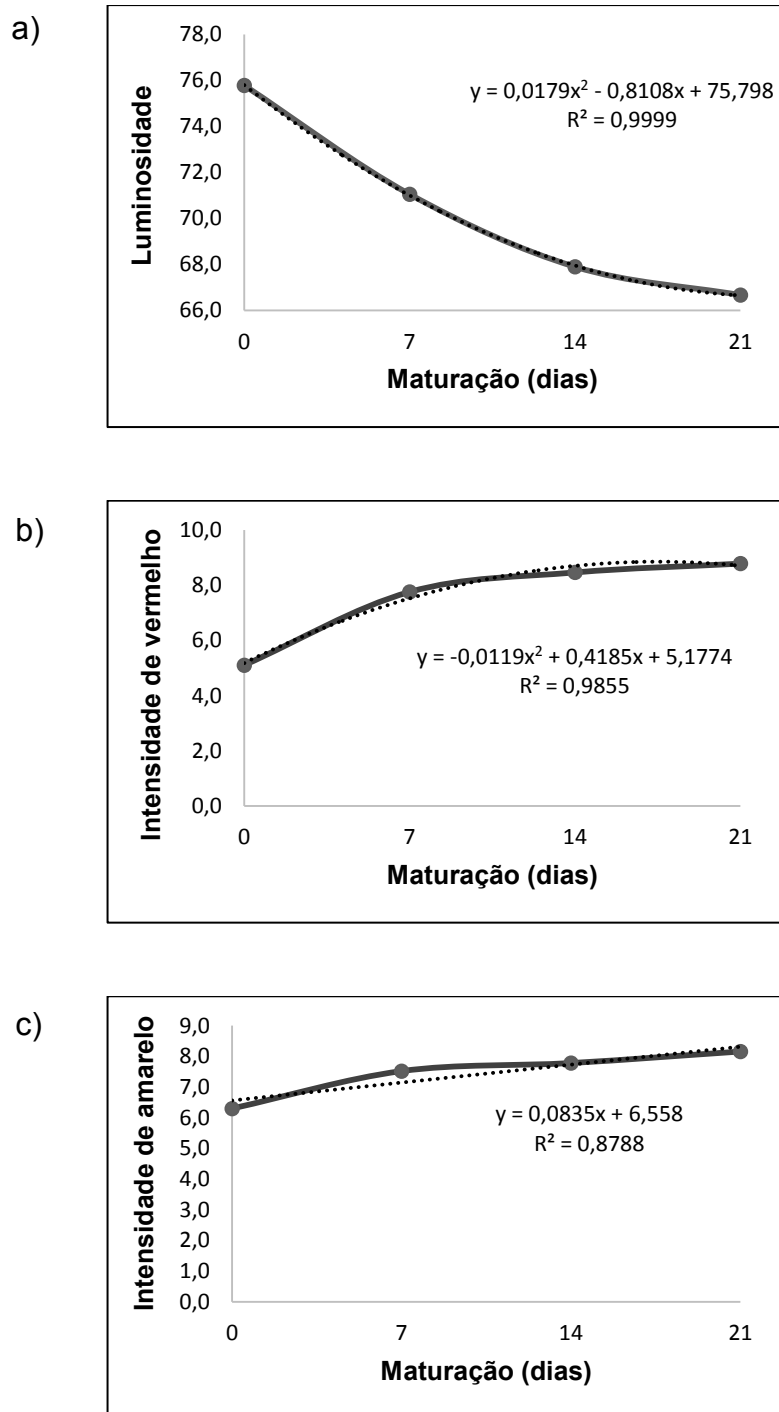 a)
78,0
76,0
74,0
72,0
70,0
68,0
66,0
Luminosidade
y = 0,0179x² - 0,8108x + 75,798
R² = 0,9999
0 7 14 21
Maturação (dias)
b)
10,0
8,0
6,0
4,0
2,0
0,0
Intensidade de vermelho
y = -0,0119x² + 0,4185x + 5,1774
R² = 0,9855
0 7 14 21
Maturação (dias)
c)
9,0
8,0
7,0
6,0
5,0
4,0
3,0
2,0
1,0
0,0
Intensidade de amarelo
y = 0,0835x + 6,558
R² = 0,8788
0 7 14 21
Maturação (dias)